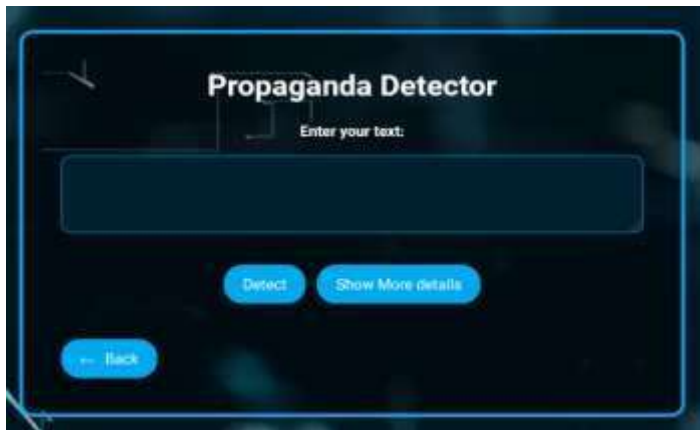 Propaganda Detector
Enter your text:
Detect
Show More details
← Back